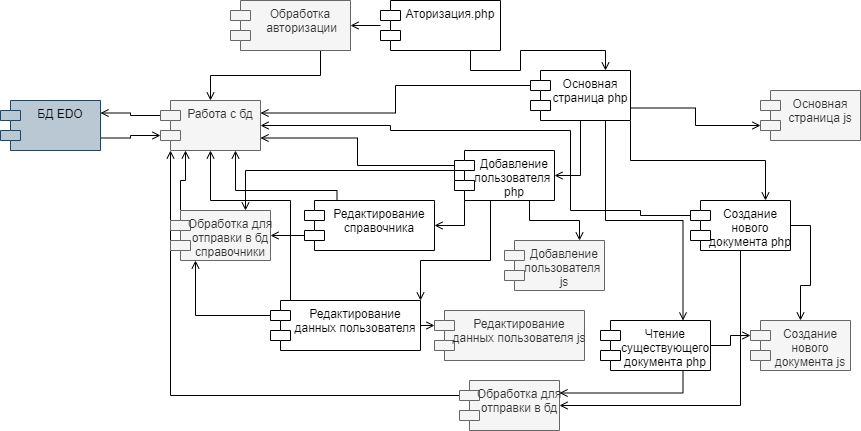 Обработка
авторизации
Аторизация.php
Основная
страница php
БД EDO
Работа с бд
Основная
страница js
Добавление
пользователя
php
Обработка для
отправки в бд
справочники
Редактирование
справочника
Создание
нового
документа php
Добавление
пользователя
js
Редактирование
данных пользователя
Редактирование
данных пользователя js
Чтение
существующего
документа php
Создание
нового
документа js
Обработка для
отправки в бд